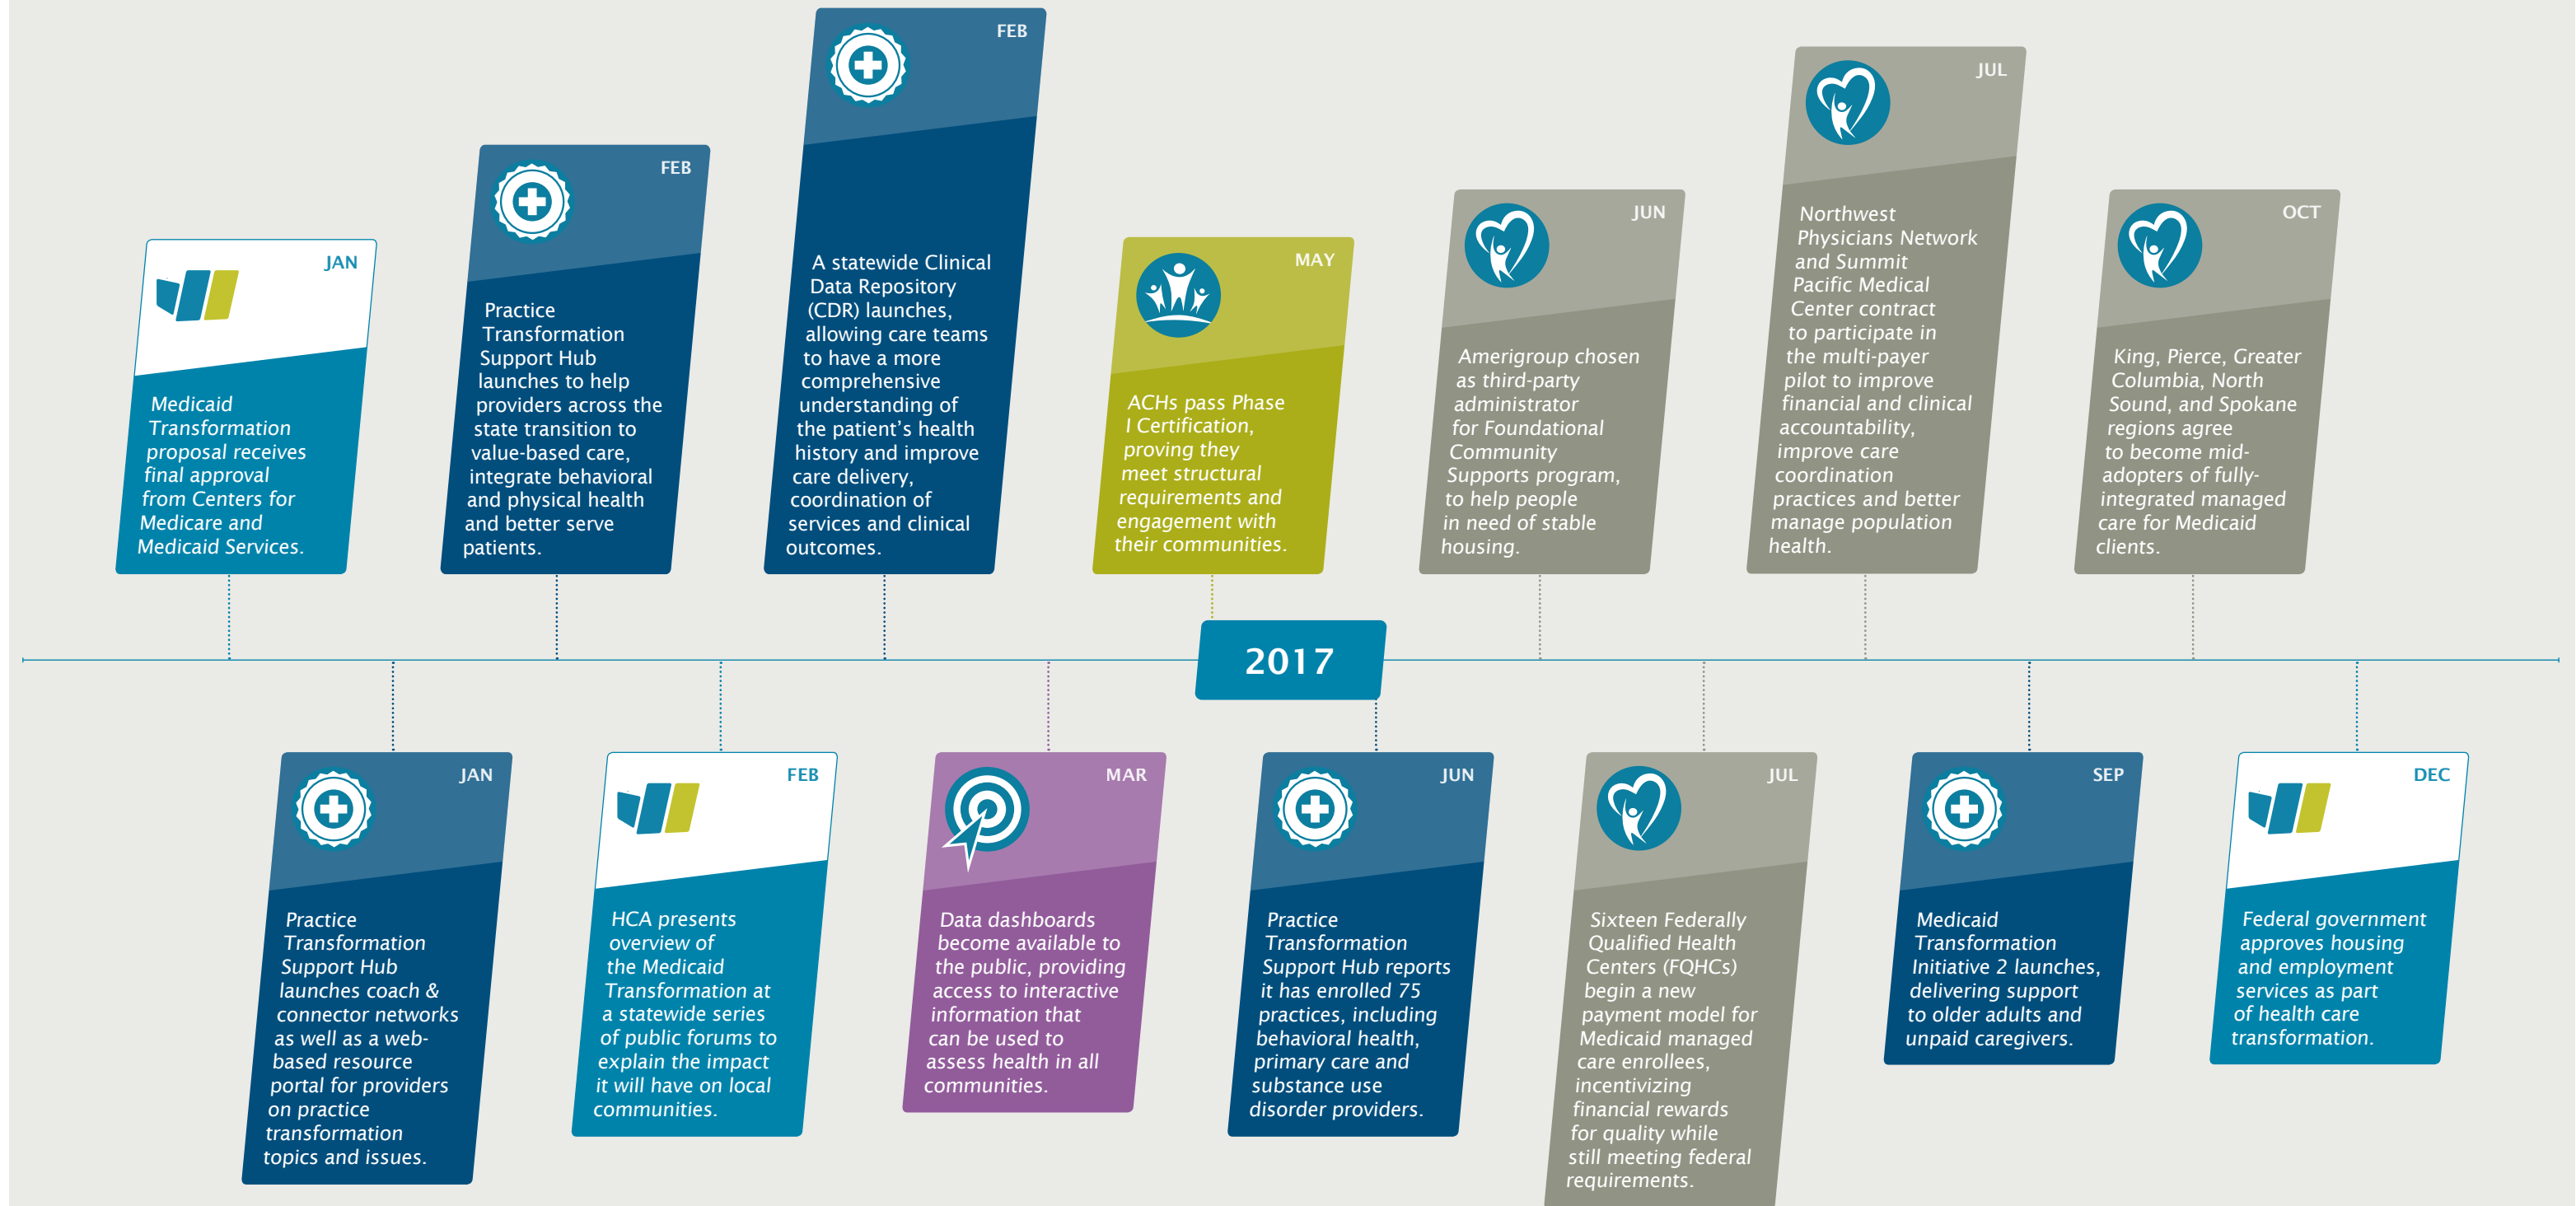 JAN
Medicaid
Transformation
proposal receives
final approval
from Centers for
Medicare and
Medicaid Services.
FEB
Practice
Transformation
Support Hub
launches to help
providers across the
state transition to
value-based care,
integrate behavioral
and physical health
and better serve
patients.
FEB
A statewide Clinical
Data Repository
(CDR) launches,
allowing care teams
to have a more
comprehensive
understanding of
the patient’s health
history and improve
care delivery,
coordination of
services and clinical
outcomes.
MAY
ACHs pass Phase
I Certification,
proving they
meet structural
requirements and
engagement with
their communities.
JUN
Amerigroup chosen
as third-party
administrator
for Foundational
Community
Supports program,
to help people
in need of stable
housing.
JUL
Northwest
Physicians Network
and Summit
Pacific Medical
Center contract
to participate in
the multi-payer
pilot to improve
financial and clinical
accountability,
improve care
coordination
practices and better
manage population
health.
OCT
King, Pierce, Greater
Columbia, North
Sound, and Spokane
regions agree
to become mid-
adopters of fully-
integrated managed
care for Medicaid
clients.
2017
JAN
Practice
Transformation
Support Hub
launches coach &
connector networks
as well as a web-
based resource
portal for providers
on practice
transformation
topics and issues.
FEB
HCA presents
overview of
the Medicaid
Transformation at
a statewide series
of public forums to
explain the impact
it will have on local
communities.
MAR
Data dashboards
become available to
the public, providing
access to interactive
information that
can be used to
assess health in all
communities.
JUN
Practice
Transformation
Support Hub reports
it has enrolled 75
practices, including
behavioral health,
primary care and
substance use
disorder providers.
JUL
Sixteen Federally
Qualified Health
Centers (FQHCs)
begin a new
payment model for
Medicaid managed
care enrollees,
incentivizing
financial rewards
for quality while
still meeting federal
requirements.
SEP
Medicaid
Transformation
Initiative 2 launches,
delivering support
to older adults and
unpaid caregivers.
DEC
Federal government
approves housing
and employment
services as part
of health care
transformation.